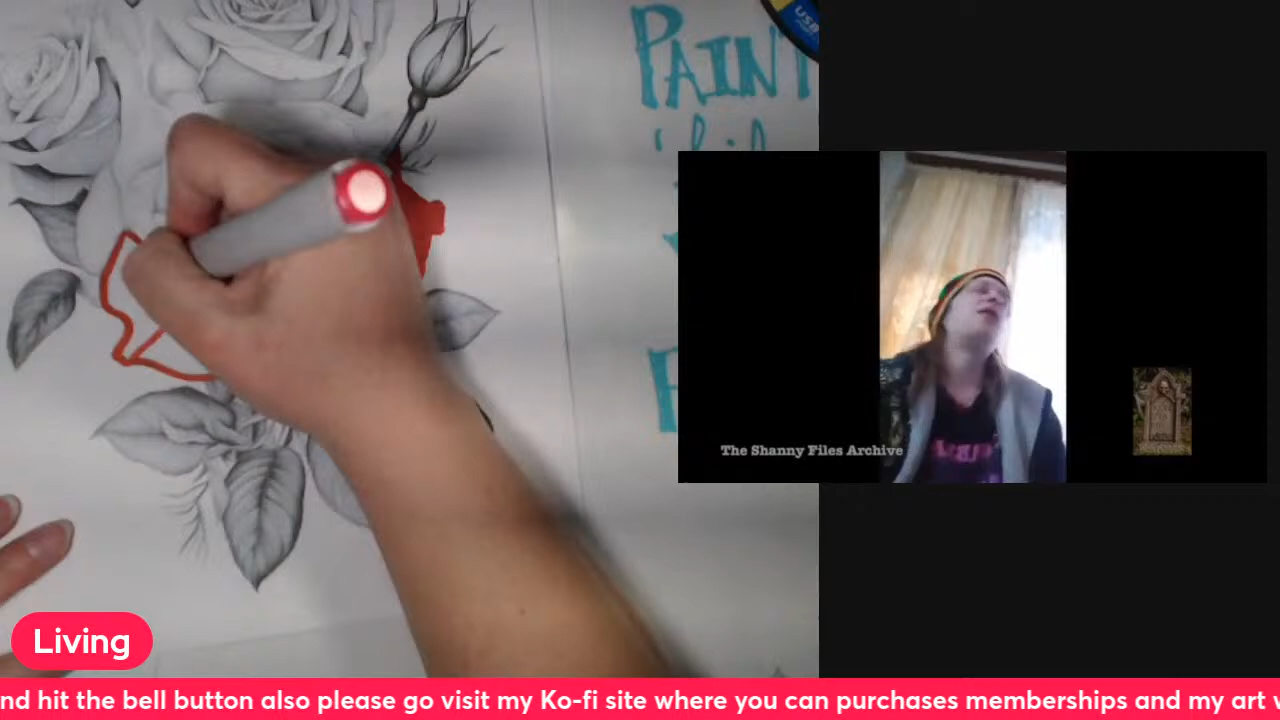 USB
PAINT
The Shanny Files Archive
Living
nd hit the bell button also please go visit my Ko-fi site where you can purchases memberships and my art